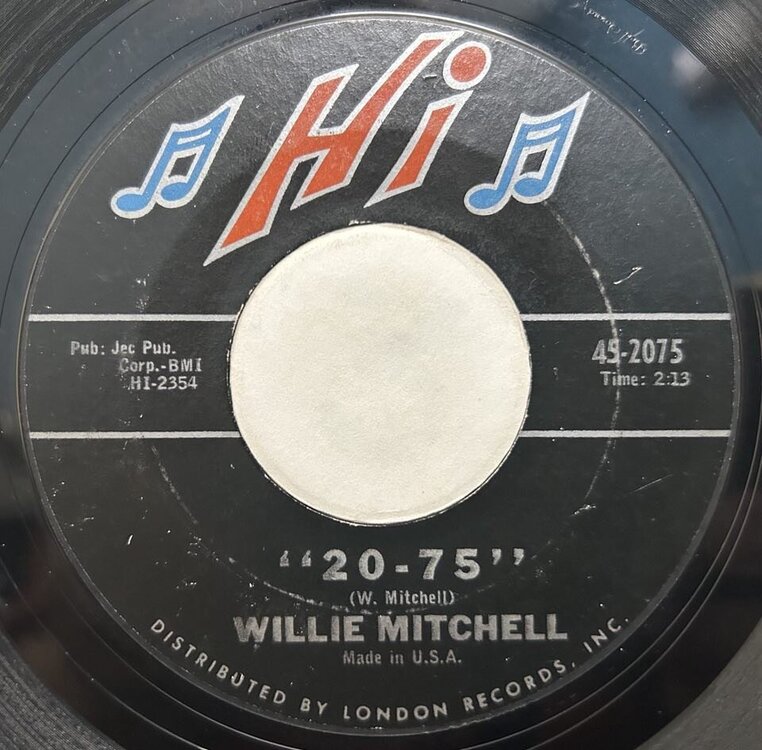 Hi
Pub: Jec Pub.
Corp.-BMI
HI-2354
45-2075
Time: 2:13
“20-75”
(W. Mitchell)
WILLIE MITCHELL
Made in U.S.A.
DISTRIBUTED BY LONDON RECORDS, INC.